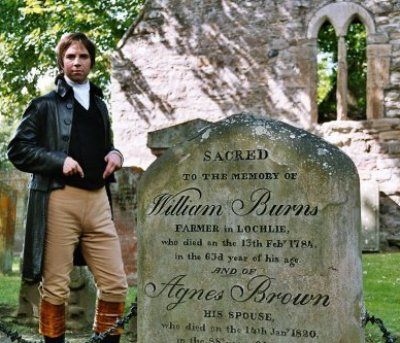 SACRED
TO THE MEMORY OF
William Burns
FARMER IN LOCHLIE,
who died on the 13th Feby 1784,
in the 63d year of his age.
AND OF
Agnes Brown
HIS SPOUSE,
who died on the 14th Jany 1820,
in the